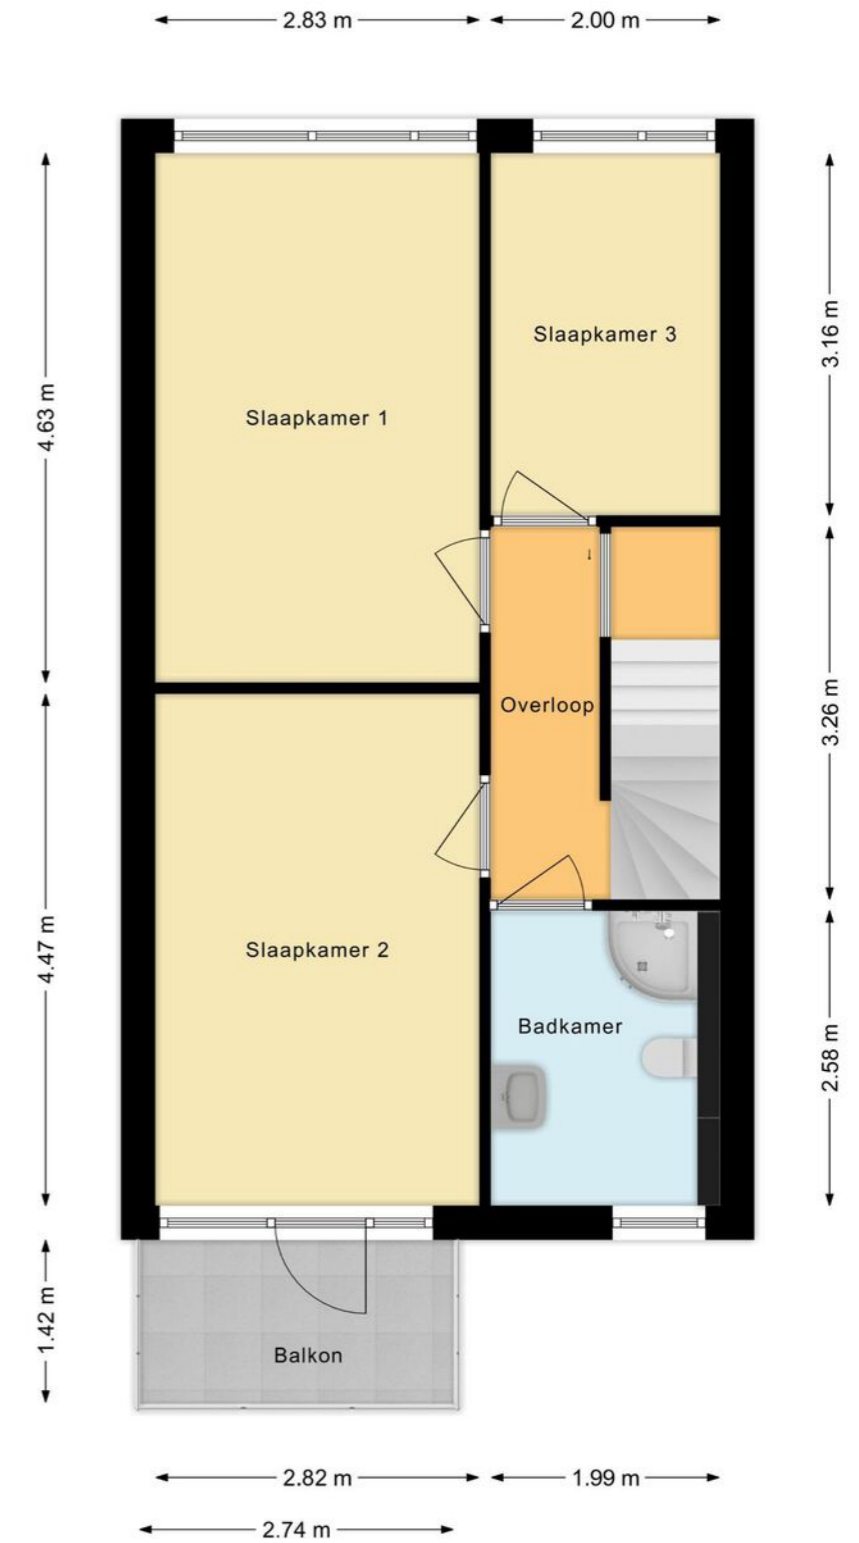 2.83 m
2.00 m
Slaapkamer 3
3.16 m
Slaapkamer 1
4.63 m
Overloop
3.26 m
Slaapkamer 2
4.47 m
Badkamer
2.58 m
1.42 m
Balkon
2.82 m
1.99 m
2.74 m